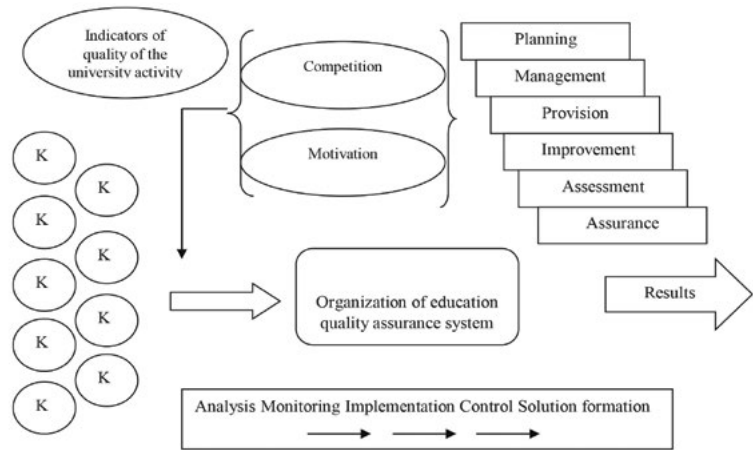 Indicators of
quality of the
university activity
Competition
Motivation
Planning
Management
Provision
Improvement
Assessment
Assurance
K
K
K
K
K
K
K
K
K
Organization of education
quality assurance system
Results
Analysis Monitoring Implementation Control Solution formation